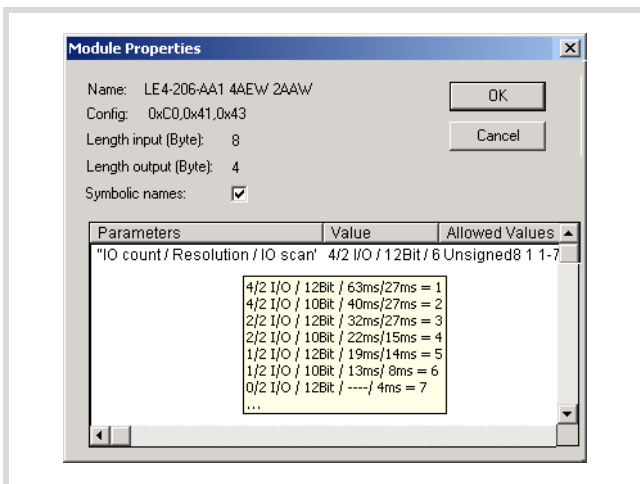 Module Properties
Name: LE4-206-AA1 4AEW 2AAW
Config: 0xC0,0x41,0x43
Length input (Byte): 8
Length output (Byte): 4
Symbolic names:
OK
Cancel
Parameters Value Allowed Values
"IO count / Resolution / IO scan' 4/2 I/O / 12Bit / 6 Unsigned8 1 1-7
4/2 I/O / 12Bit / 63ms/27ms = 1
4/2 I/O / 10Bit / 40ms/27ms = 2
2/2 I/O / 12Bit / 32ms/27ms = 3
2/2 I/O / 10Bit / 22ms/15ms = 4
1/2 I/O / 12Bit / 19ms/14ms = 5
1/2 I/O / 10Bit / 13ms/ 8ms = 6
0/2 I/O / 12Bit / ----/ 4ms = 7
...